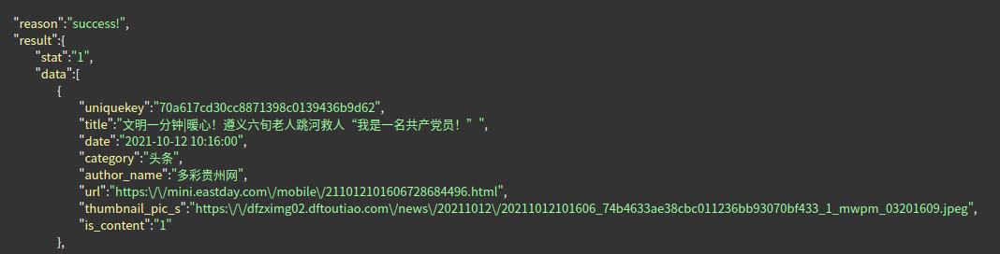 "reason":"success!",
"result":{
"stat":"1",
"data":[
{
"uniquekey":"70a617cd30cc8871398c0139436b9d62",
"title":"文明一分钟|暖心！遵义六旬老人跳河救人“我是一名共产党员！”",
"date":"2021-10-12 10:16:00",
"category":"头条",
"author_name":"多彩贵州网",
"url":"https:\/\/mini.eastday.com\/mobile\/211012101606728684496.html",
"thumbnail_pic_s":"https:\/\/dfzximg02.dftoutiao.com\/news\/20211012\/20211012101606_74b4633ae38cbc011236bb93070bf433_1_mwpm_03201609.jpeg",
"is_content":"1"
},